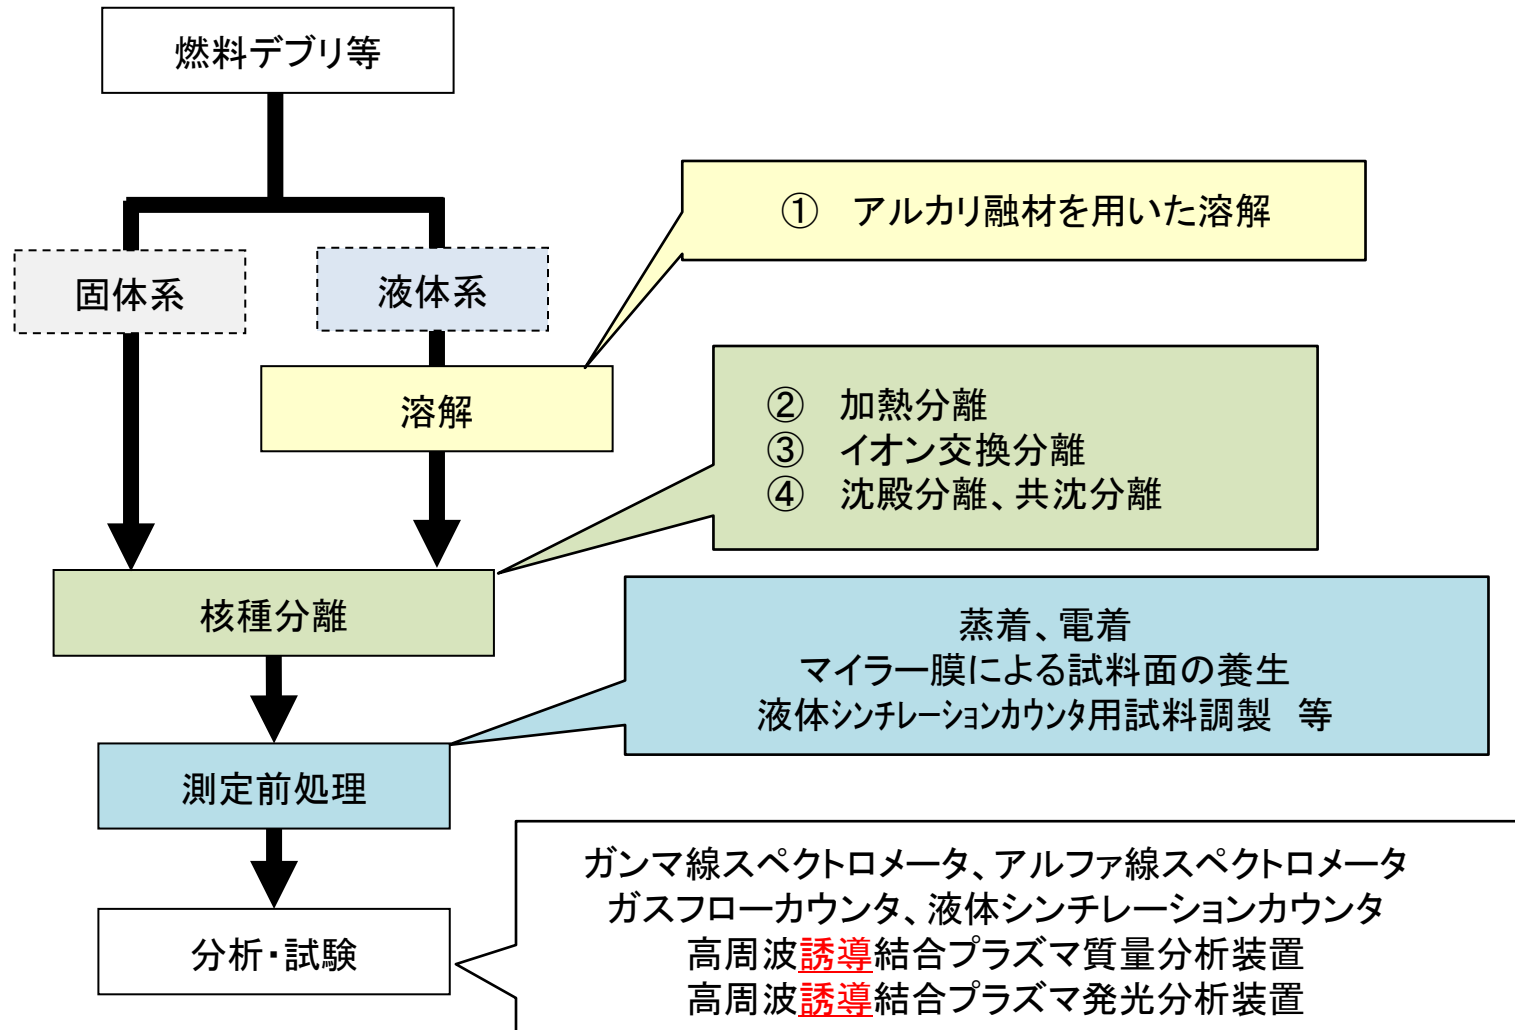 燃料デブリ等
① アルカリ融材を用いた溶解
固体系
液体系
溶解
② 加熱分離
③ イオン交換分離
④ 沈殿分離、共沈分離
核種分離
蒸着、電着
マイラー膜による試料面の養生
液体ｼﾝﾁﾚｰｼｮﾝｶｳﾝﾀ用試料調製 等
測定前処理
ガンマ線スペクトロメータ、アルファ線スペクトロメータ
ガスフローカウンタ、液体シンチレーションカウンタ
高周波誘導結合プラズマ質量分析装置
高周波誘導結合プラズマ発光分析装置
分析・試験